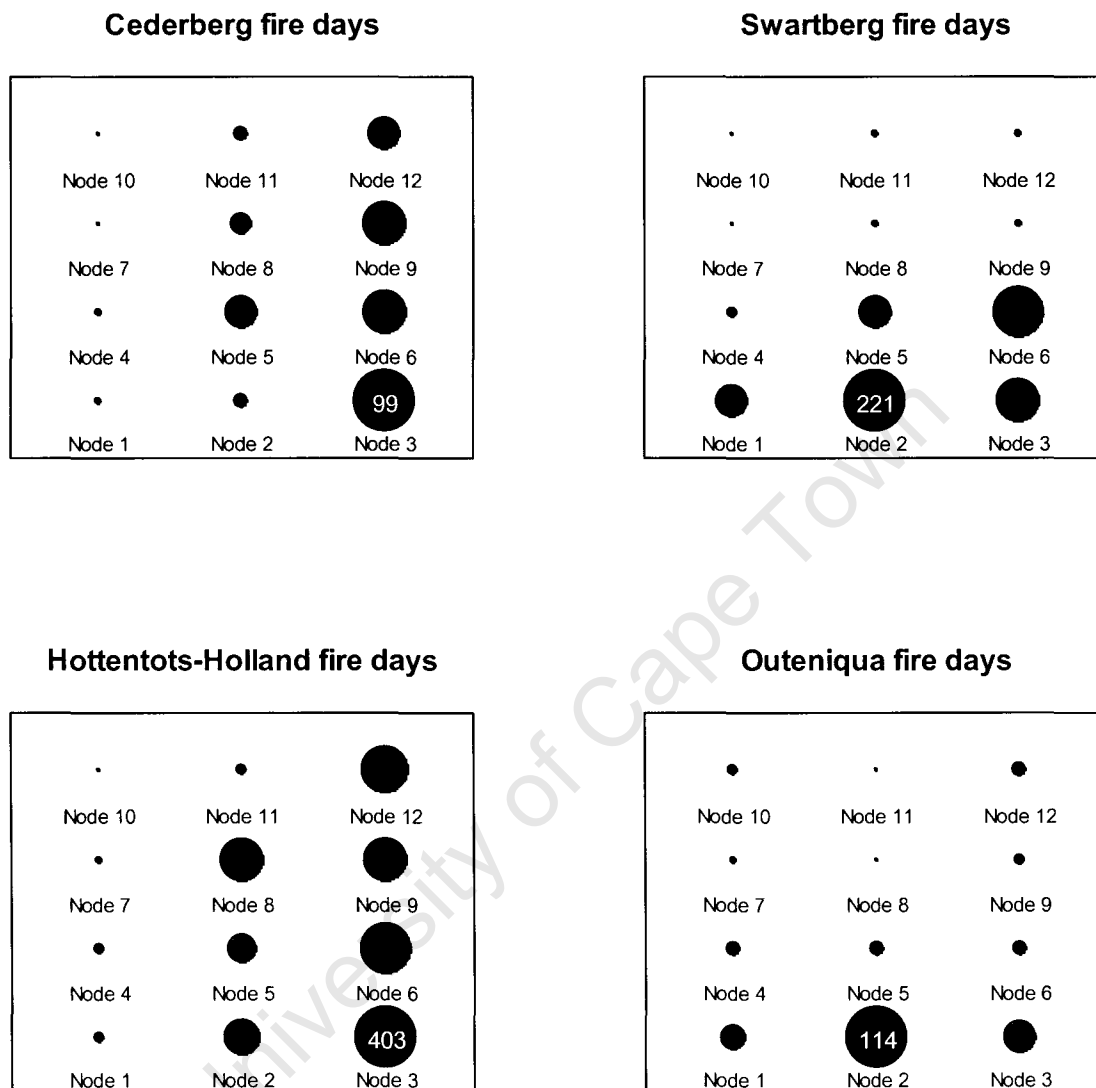 Cederberg fire days
Node 10 Node 11 Node 12
Node 7 Node 8 Node 9
Node 4 Node 5 Node 6
99
Node 1 Node 2 Node 3
Swartberg fire days
Node 10 Node 11 Node 12
Node 7 Node 8 Node 9
Node 4 Node 5 Node 6
221
Node 1 Node 2 Node 3
Hottentots-Holland fire days
Node 10 Node 11 Node 12
Node 7 Node 8 Node 9
Node 4 Node 5 Node 6
403
Node 1 Node 2 Node 3
Outeniqua fire days
Node 10 Node 11 Node 12
Node 7 Node 8 Node 9
Node 4 Node 5 Node 6
114
Node 1 Node 2 Node 3
University of Cape Town